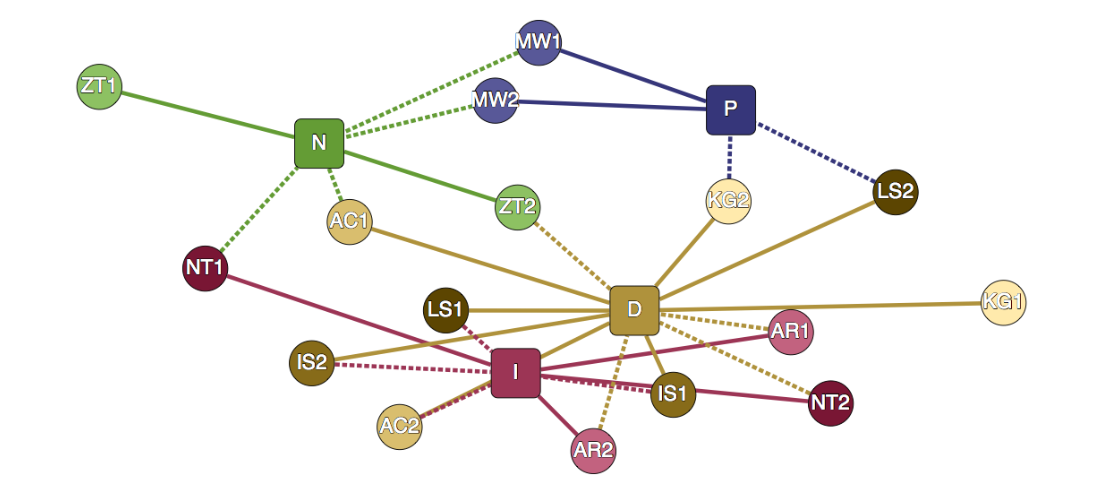 MW1
ZT1
MW2
P
N
KG2
LS2
ZT2
AC1
NT1
LS1
D
KG1
AR1
IS2
I
IS1
NT2
AC2
AR2